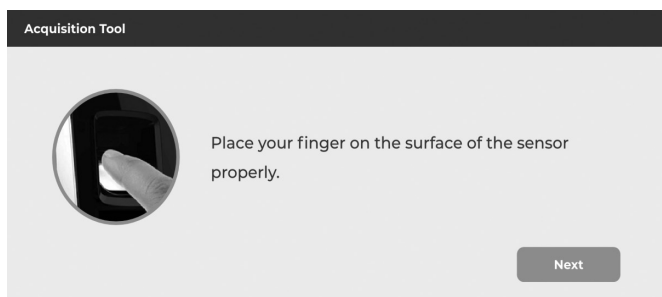 Acquisition Tool
Place your finger on the surface of the sensor
properly.
Next